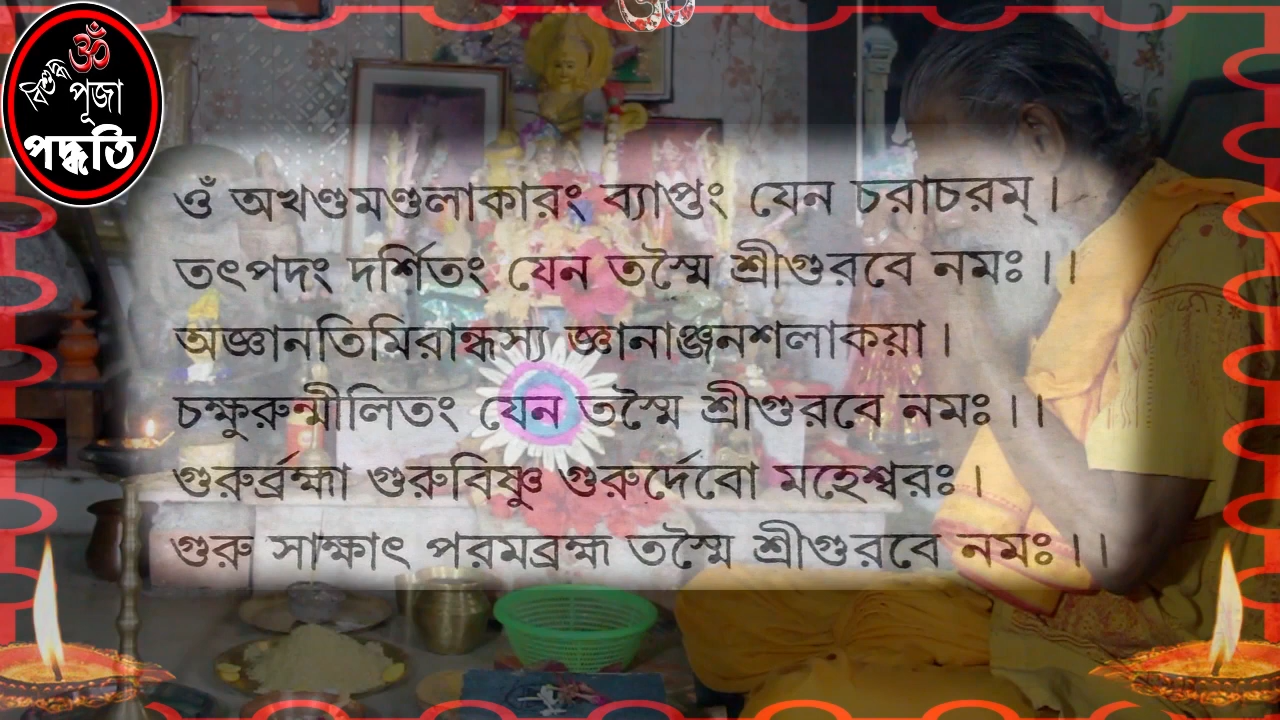 বিশুদ্ধ
ॐ
পূজা
পদ্ধতি
ওঁ অখণ্ডমণ্ডলাকারং ব্যাপ্তং যেন চরাচরম্।
তৎপদং দর্শিতং যেন তস্মৈ শ্রীগুরবে নমঃ।।
অজ্ঞানতিমিরান্ধস্য জ্ঞানাঞ্জনশলাকয়া।
চক্ষুরুন্মীলিতং যেন তস্মৈ শ্রীগুরবে নমঃ।।
গুরুর্ব্রহ্মা গুরুবিষ্ণু গুরুর্দেবো মহেশ্বরঃ।
গুরু সাক্ষাৎ পরমব্রহ্ম তস্মৈ শ্রীগুরবে নমঃ।।